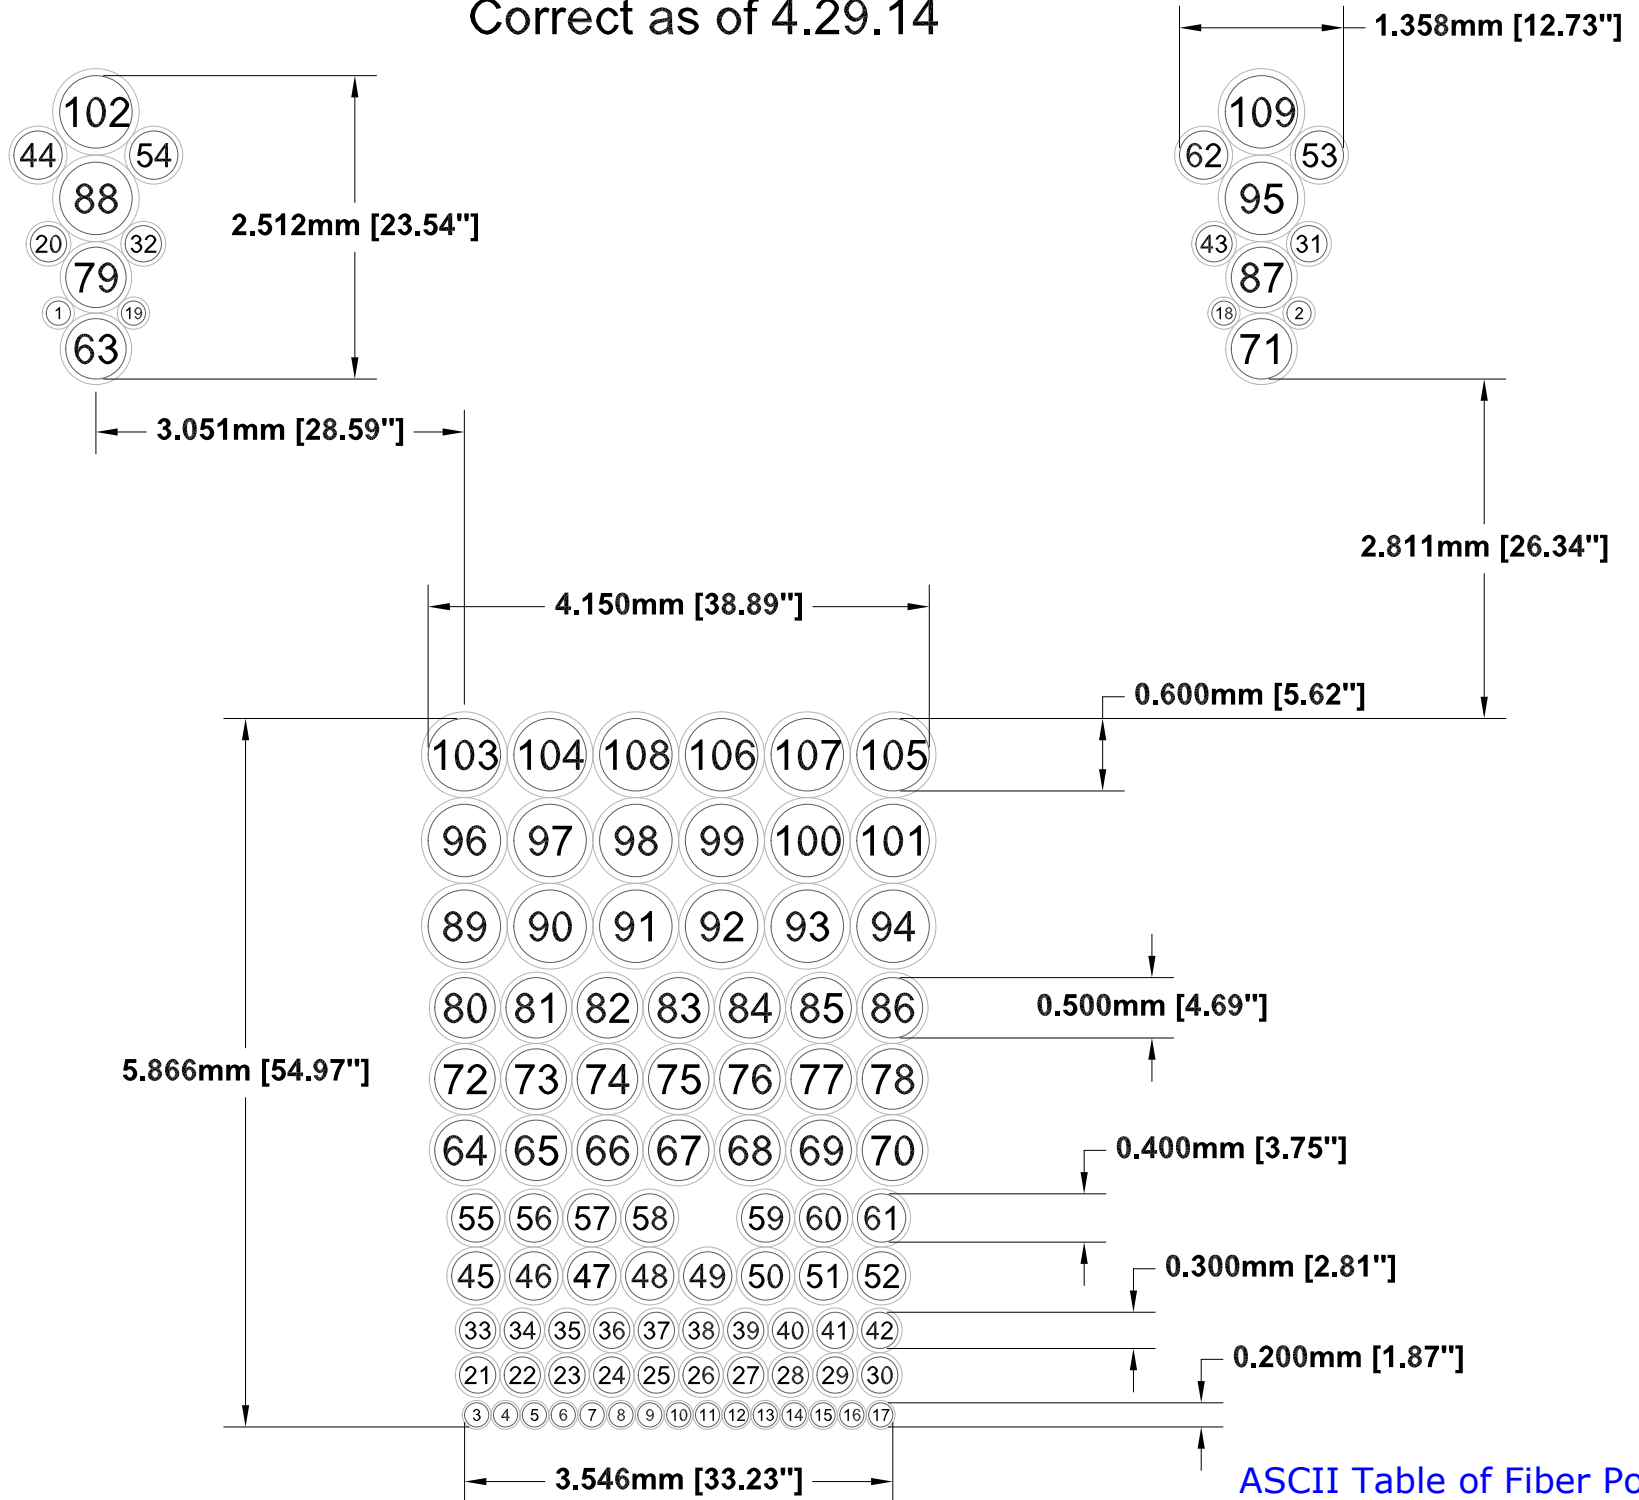 Correct as of 4.29.14
1.358mm [12.73"]
102
109
44 54
62 53
88
95
2.512mm [23.54"]
20 32
43 31
79
87
1 19
18 2
63
71
3.051mm [28.59"]
2.811mm [26.34"]
4.150mm [38.89"]
0.600mm [5.62"]
103 104 108 106 107 105
96 97 98 99 100 101
89 90 91 92 93 94
80 81 82 83 84 85 86
0.500mm [4.69"]
5.866mm [54.97"]
72 73 74 75 76 77 78
64 65 66 67 68 69 70
0.400mm [3.75"]
55 56 57 58 59 60 61
0.300mm [2.81"]
45 46 47 48 49 50 51 52
33 34 35 36 37 38 39 40 41 42
0.200mm [1.87"]
21 22 23 24 25 26 27 28 29 30
3 4 5 6 7 8 9 10 11 12 13 14 15 16 17
3.546mm [33.23"]
ASCII Table of Fiber Po